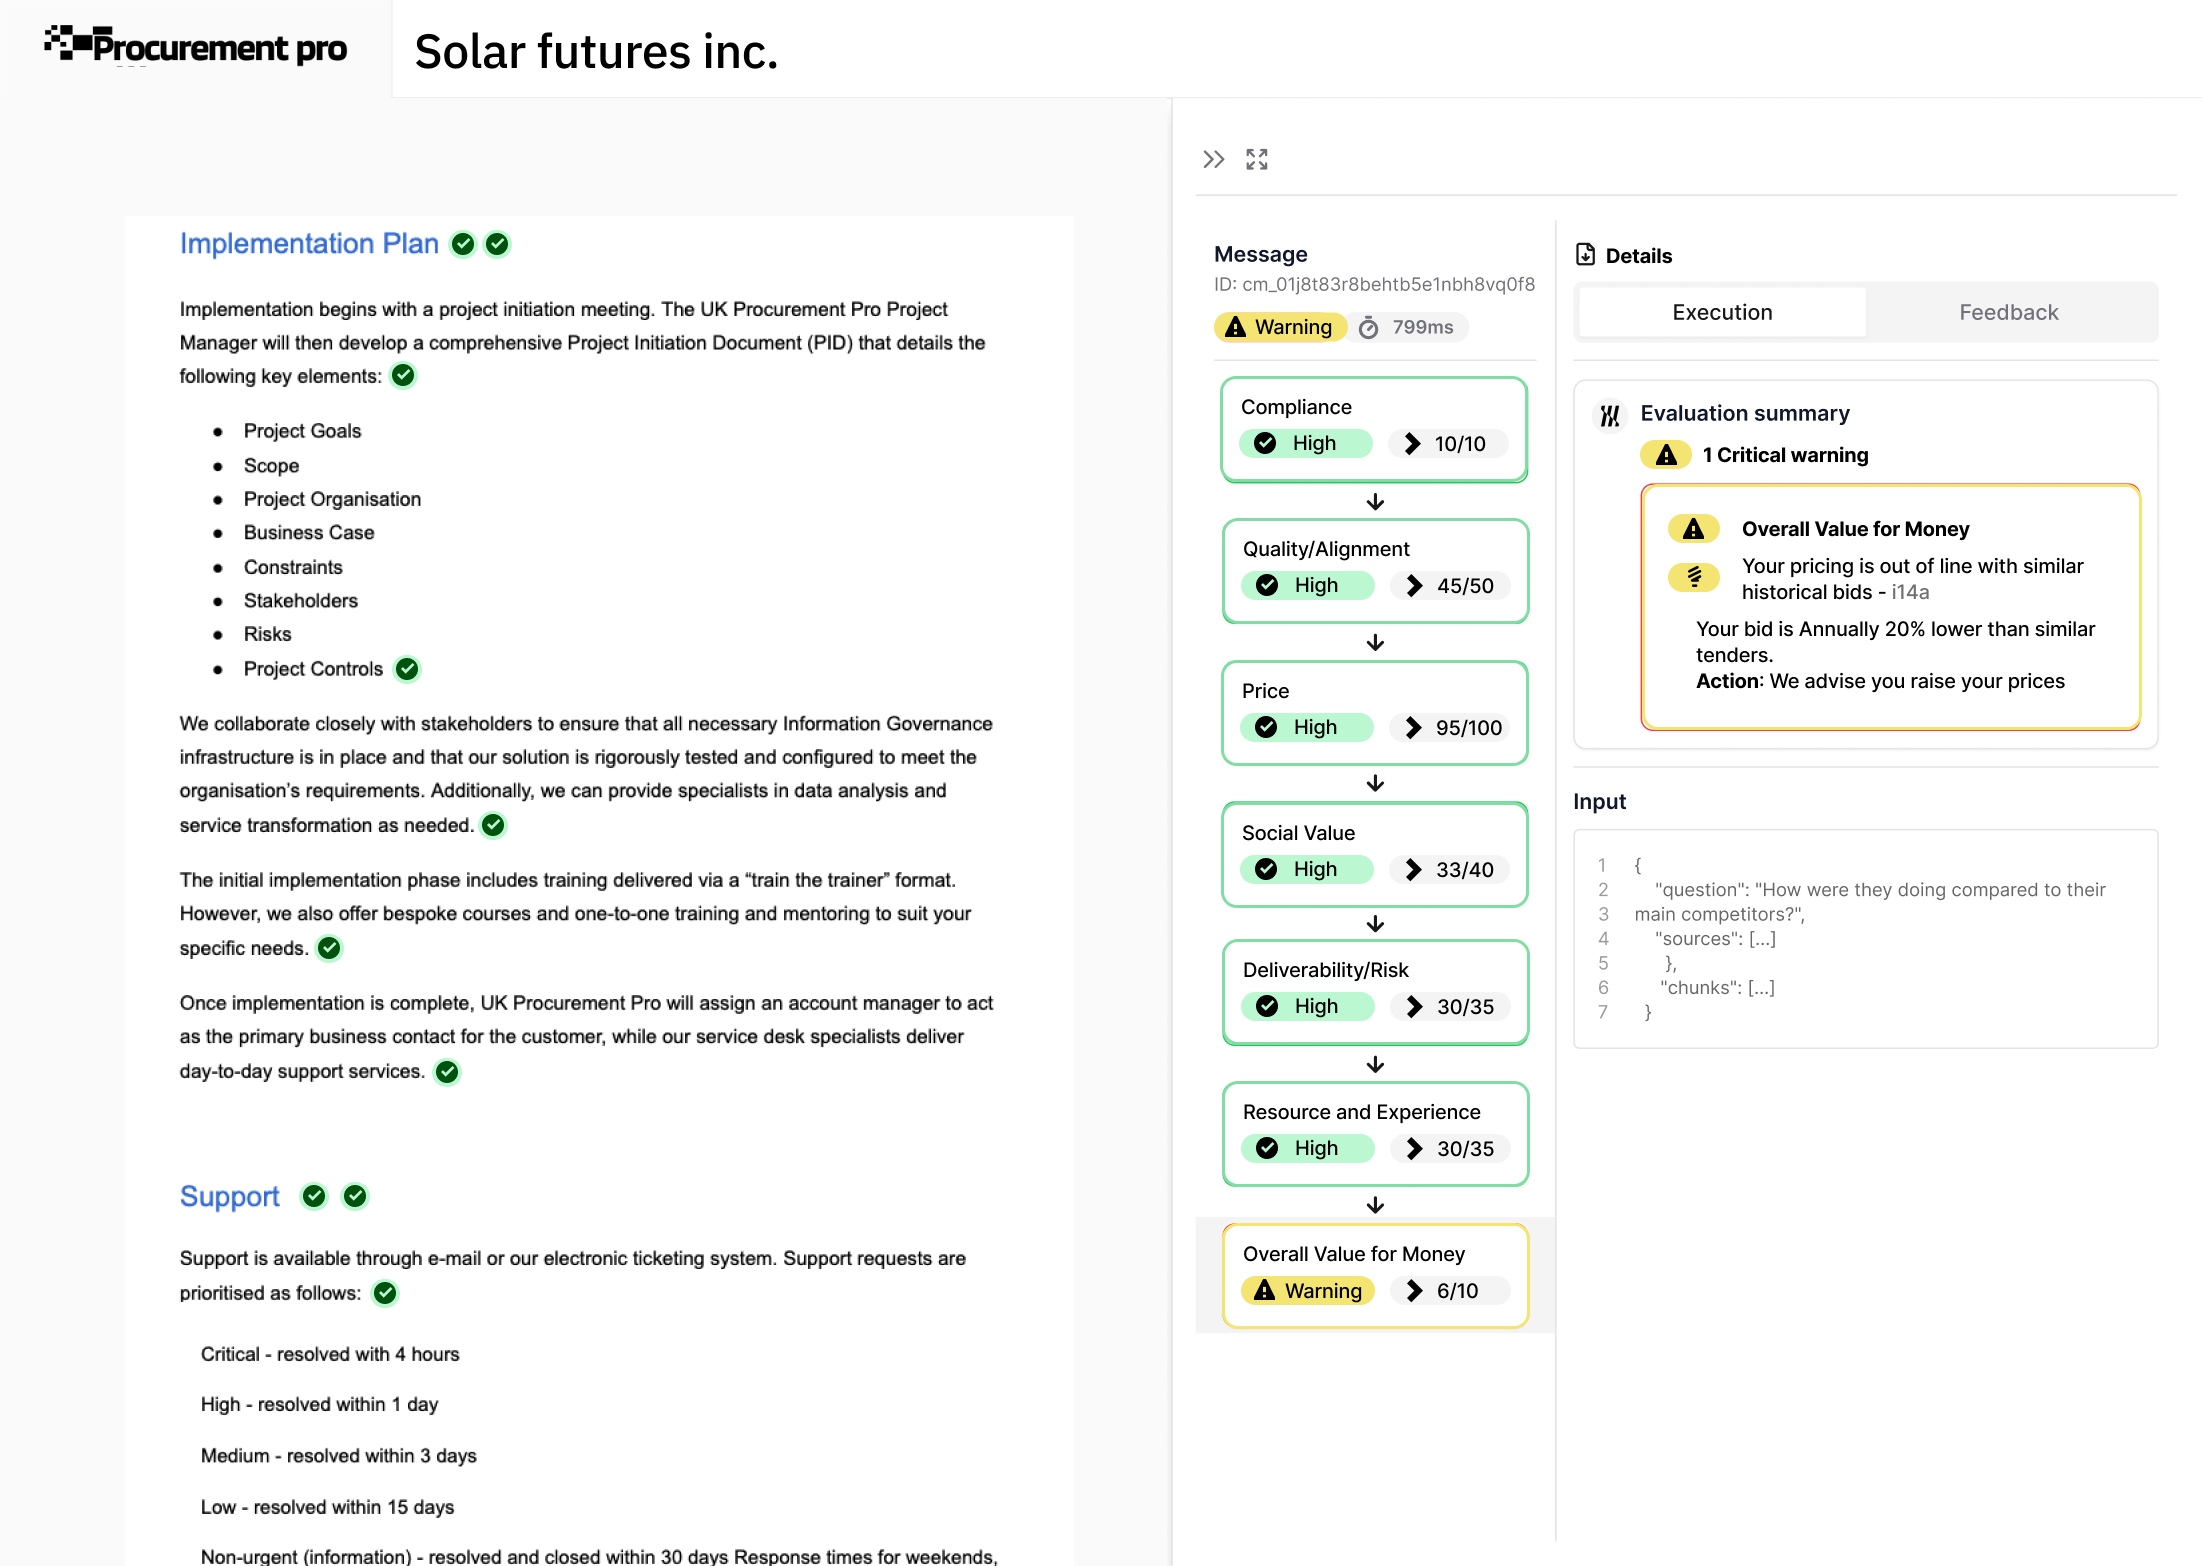 Procurement pro
Solar futures inc.
Implementation Plan
Implementation begins with a project initiation meeting. The UK Procurement Pro Project
Manager will then develop a comprehensive Project Initiation Document (PID) that details the
following key elements:
● Project Goals
● Scope
● Project Organisation
● Business Case
● Constraints
● Stakeholders
● Risks
● Project Controls
We collaborate closely with stakeholders to ensure that all necessary Information Governance
infrastructure is in place and that our solution is rigorously tested and configured to meet the
organisation's requirements. Additionally, we can provide specialists in data analysis and
service transformation as needed.
The initial implementation phase includes training delivered via a “train the trainer” format.
However, we also offer bespoke courses and one-to-one training and mentoring to suit your
specific needs.
Once implementation is complete, UK Procurement Pro will assign an account manager to act
as the primary business contact for the customer, while our service desk specialists deliver
day-to-day support services.
Support
Support is available through e-mail or our electronic ticketing system. Support requests are
prioritised as follows:
Critical - resolved with 4 hours
High - resolved within 1 day
Medium - resolved within 3 days
Low - resolved within 15 days
Non-urgent (information) - resolved and closed within 30 days Response times for weekends,
Message
ID: cm_01j8t83r8behtb5e1nbh8vq0f8
Warning 799ms
Compliance
High 10/10
Quality/Alignment
High 45/50
Price
High 95/100
Social Value
High 33/40
Deliverability/Risk
High 30/35
Resource and Experience
High 30/35
Overall Value for Money
Warning 6/10
Details
Execution Feedback
Evaluation summary
1 Critical warning
Overall Value for Money
Your pricing is out of line with similar
historical bids - i14a
Your bid is Annually 20% lower than similar
tenders.
Action: We advise you raise your prices
Input
1 {
2 "question": "How were they doing compared to their
3 main competitors?",
4 "sources": [...]
5 },
6 "chunks": [...]
7 }